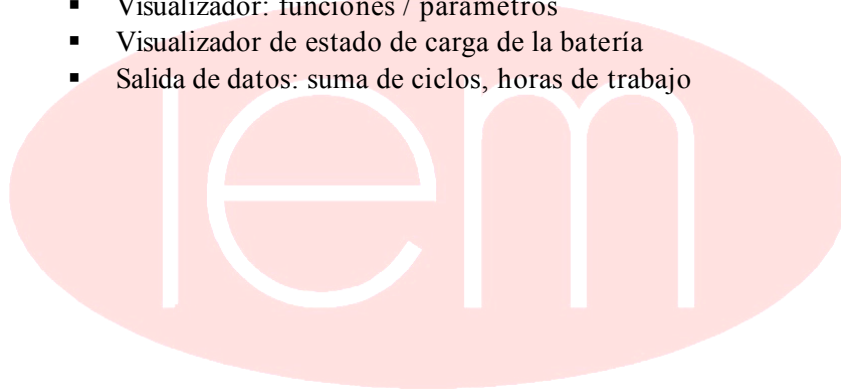 ▪ Visualizador: funciones / parámetros
▪ Visualizador de estado de carga de la batería
▪ Salida de datos: suma de ciclos, horas de trabajo
iem